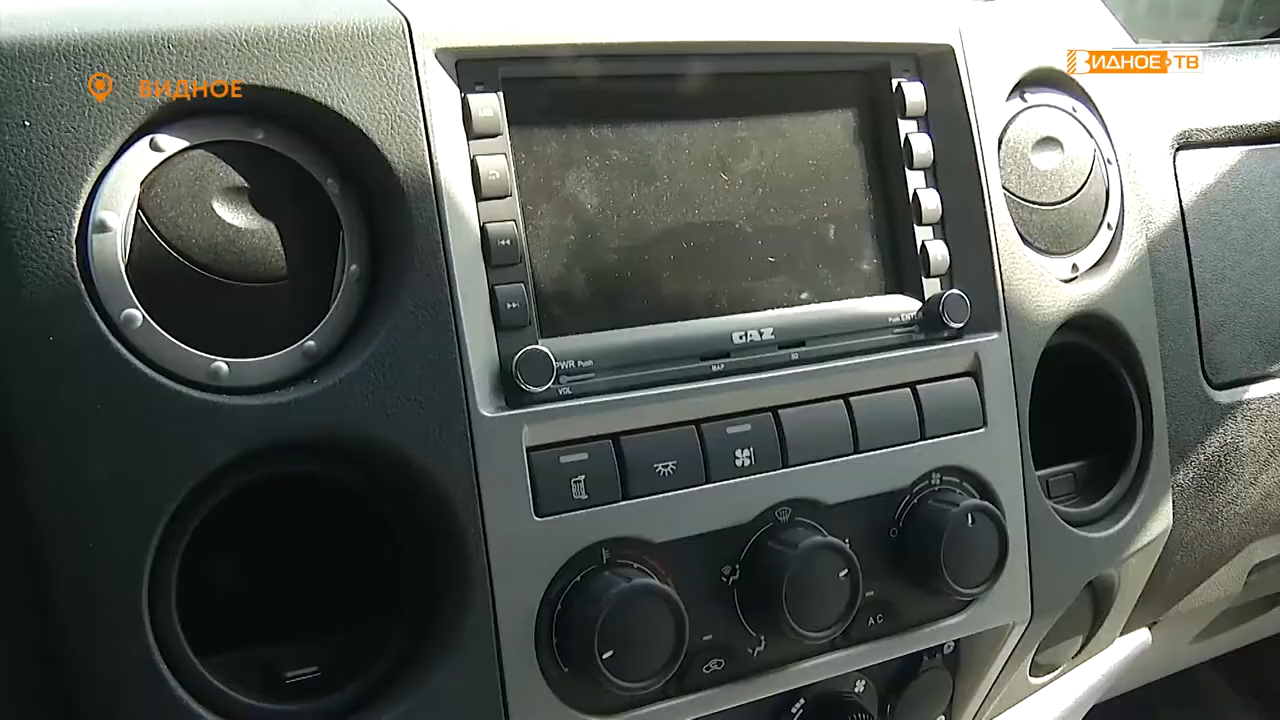 ВИДНОЕ
ВИДНОЕ·ТВ
GAZ
Push ENTER
PWR Push
VOL
MAP
SD
AC